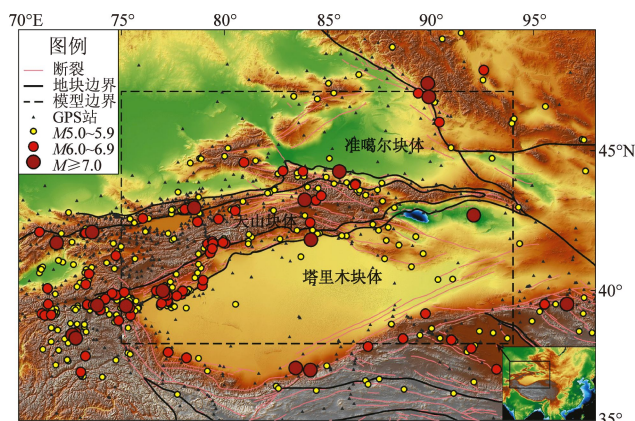 70°E 75° 80° 85° 90° 95°
图例
断裂
地块边界
模型边界
GPS站
M5.0~5.9
M6.0~6.9
M≥7.0
准噶尔块体
45°N
天山块体
塔里木块体
40°
35°